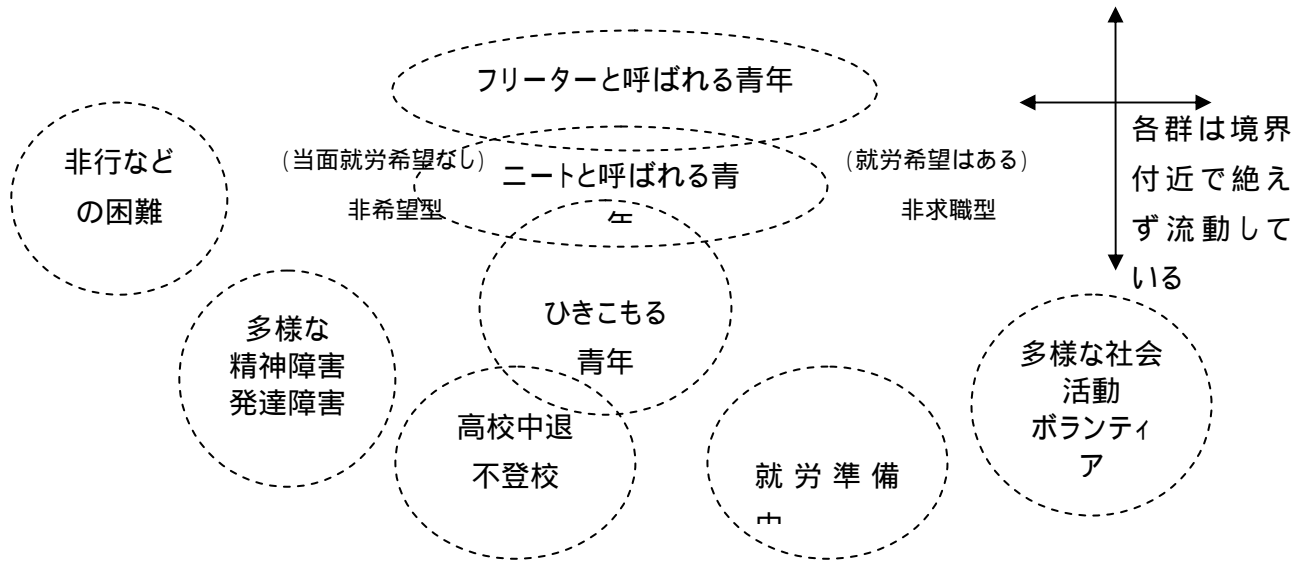 フリーターと呼ばれる青年
非行など
の困難
(当面就労希望なし)
非希望型
ニートと呼ばれる青
年
(就労希望はある)
非求職型
各群は境界
付近で絶え
ず流動して
いる
ひきこもる
青年
多様な
精神障害
発達障害
高校中退
不登校
就労準備
中
多様な社会
活動
ボランティ
ア